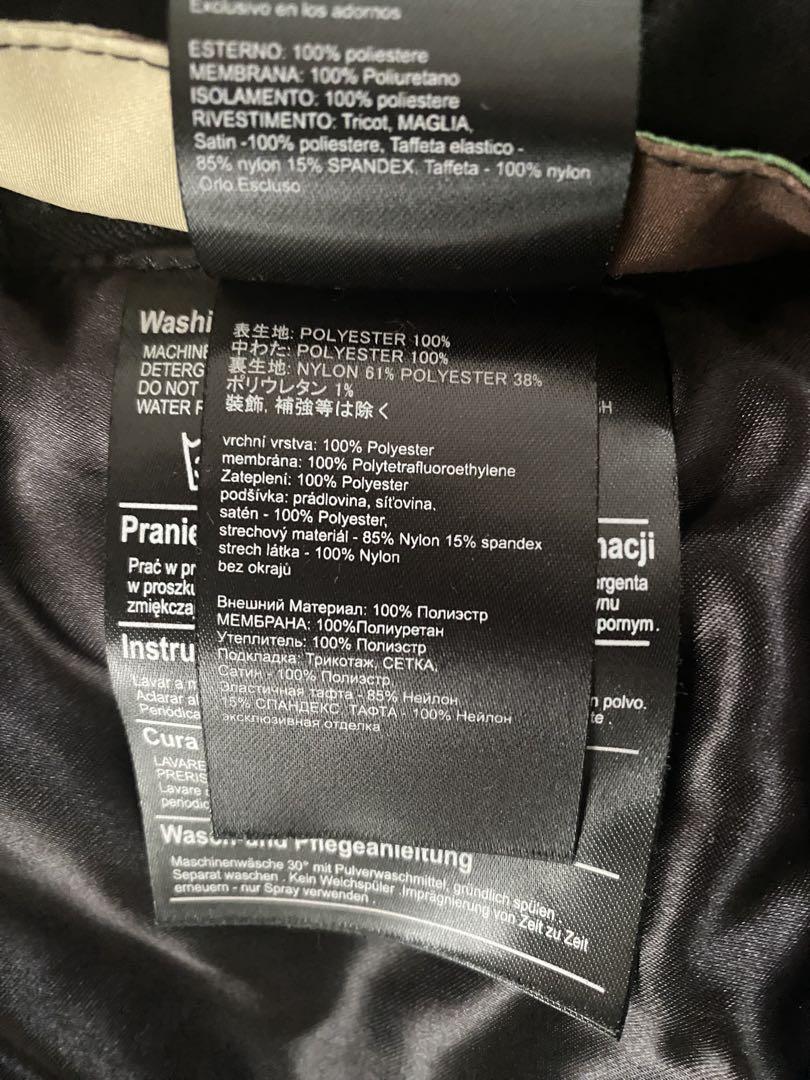 Exclusivo en los adornos
ESTERNO: 100% poliestere
MEMBRANA: 100% Poliuretano
ISOLAMENTO: 100% poliestere
RIVESTIMENTO: Tricot, MAGLIA,
Satin -100% poliestere, Taffeta elastico -
85% nylon 15% SPANDEX, Taffeta - 100% nylon
Orlo Escluso
表生地: POLYESTER 100%
中わた: POLYESTER 100%
裏生地: NYLON 61% POLYESTER 38%
ポリウレタン 1%
装飾, 補強等は除く
vrchní vrstva: 100% Polyester
membrána: 100% Polytetrafluoroethylene
Zateplení: 100% Polyester
podšívka: prádlovina, síťovina,
satén - 100% Polyester,
strechový materiál - 85% Nylon 15% spandex
strech látka - 100% Nylon
bez okrajů
Внешний Материал: 100% Полиэстр
МЕМБРАНА: 100%Полиуретан
Утеплитель: 100% Полиэстр
Подкладка: Трикотаж, СЕТКА,
Сатин - 100% Полиэстр,
Эластичная тафта - 85% Нейлон
15% СПАНДЕКС, ТАФТА - 100% Нейлон
эксклюзивная отделка
Washi
MACHINE
DETERG
DO NOT
WATER
Pranie
Prać w pr
w proszku
zmiękcza
nacji
ergenta
pornym.
Instru
Lavar a
Aclarar
Periódica
n polvo.
te .
Cura
LAVARE
PRERIS
Lavare
periodic
Wasch-und Pflegeanleitung
Maschinenwäsche 30° mit Pulverwaschmittel, gründlich spülen.
Separat waschen . Kein Weichspüler .Imprägnierung von Zeit zu Zeit
erneuern - nur Spray verwenden .